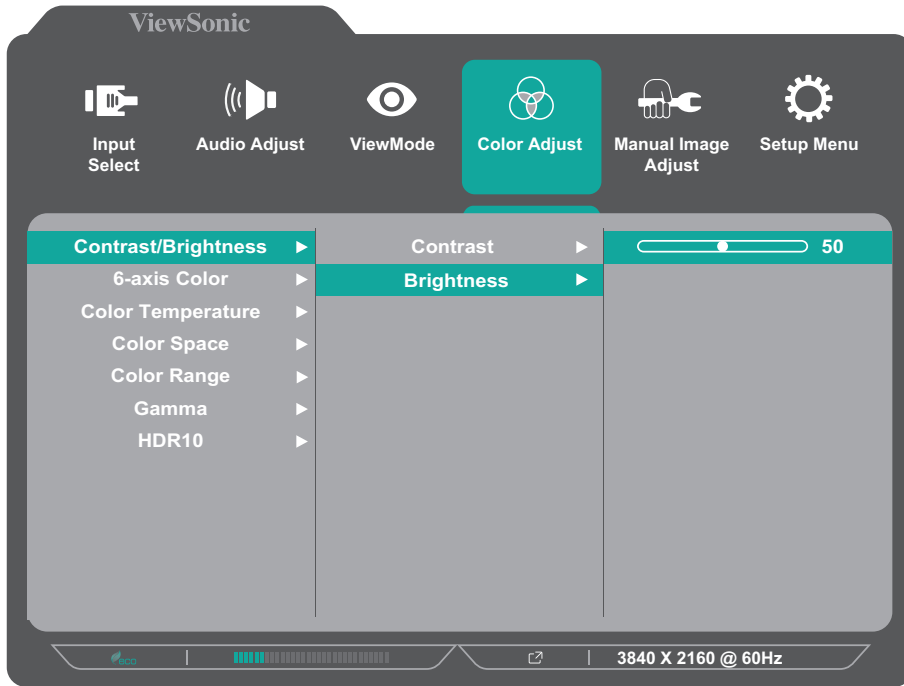 ViewSonic
Input Select
Audio Adjust
ViewMode
Color Adjust
Manual Image Adjust
Setup Menu
Contrast/Brightness
Contrast
50
6-axis Color
Brightness
Color Temperature
Color Space
Color Range
Gamma
HDR10
eco
3840 X 2160 @ 60Hz